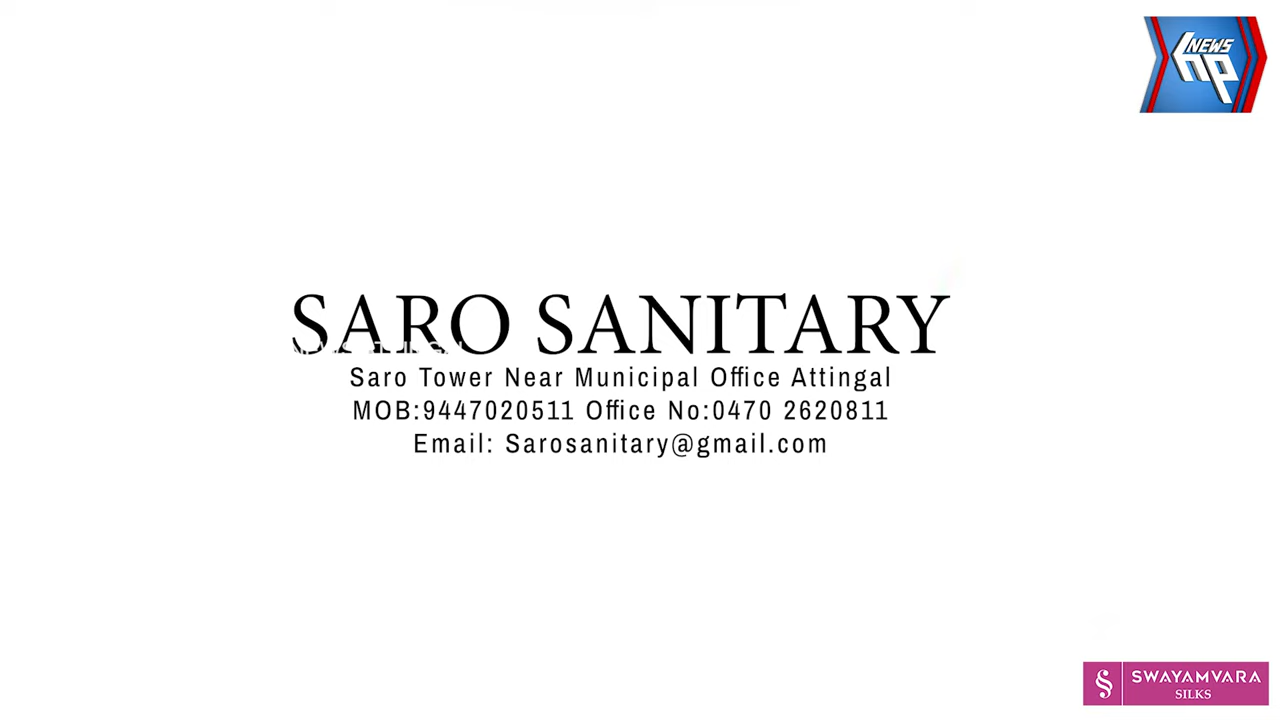 NEWS
np
SARO SANITARY
Saro Tower Near Municipal Office Attingal
MOB:9447020511 Office No:0470 2620811
Email: Sarosanitary@gmail.com
SWAYAMVARA
SILKS